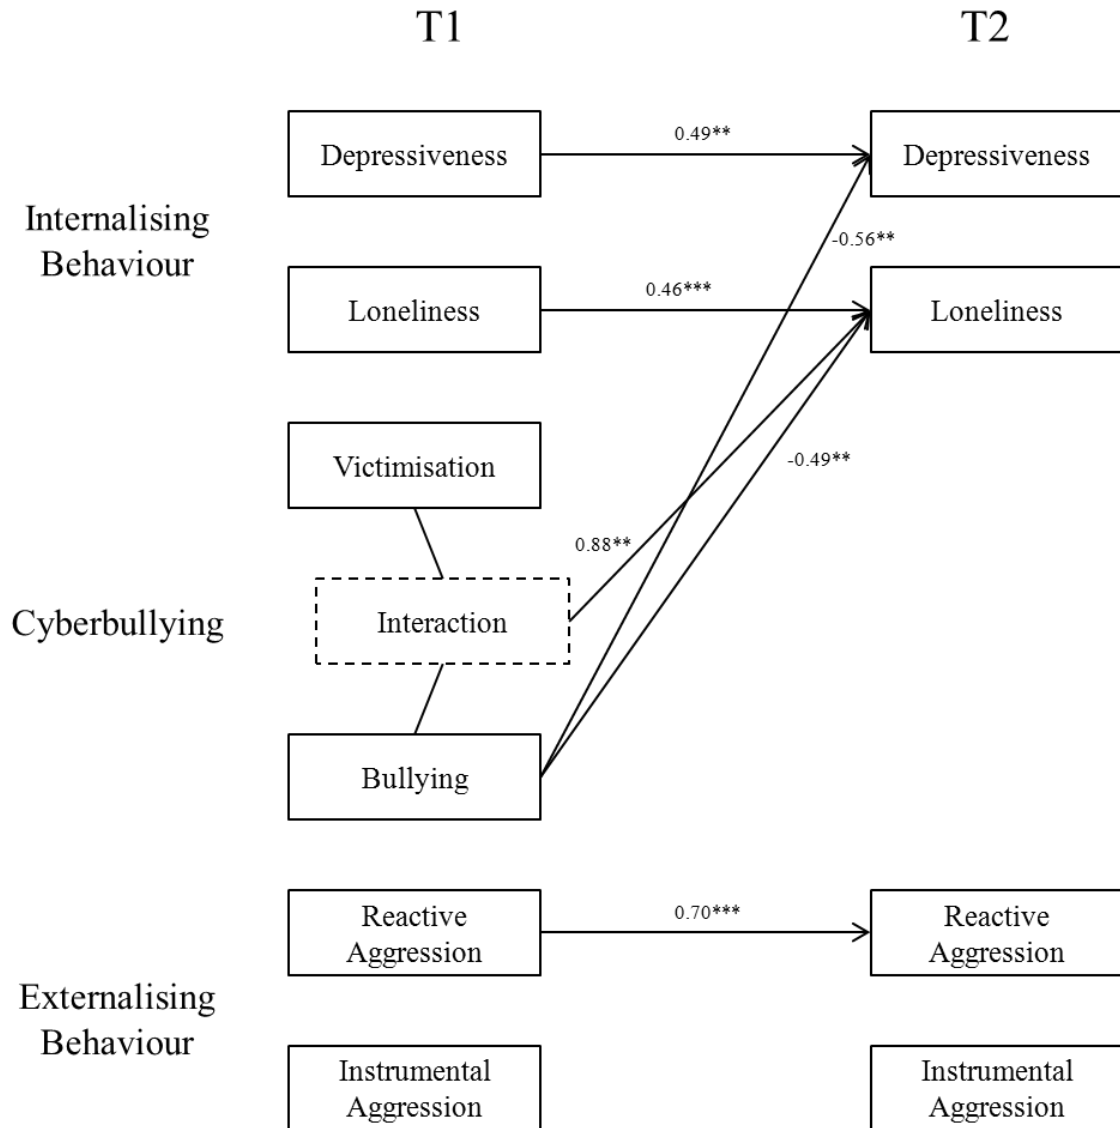 T1
T2
Depressiveness
0.49**
Depressiveness
Internalising
Behaviour
-0.56**
Loneliness
0.46***
Loneliness
Victimisation
-0.49**
0.88**
Cyberbullying
Interaction
Bullying
Reactive
Aggression
0.70***
Reactive
Aggression
Externalising
Behaviour
Instrumental
Aggression
Instrumental
Aggression